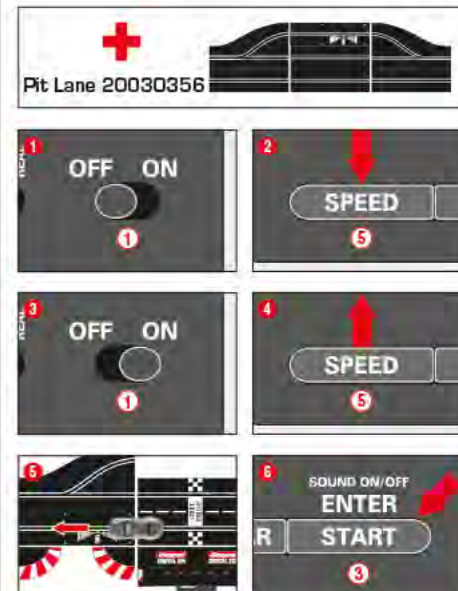 Pit Lane 20030356
1
OFF ON
1
2
SPEED
5
3
OFF ON
1
4
SPEED
5
5
6
SOUND ON/OFF
ENTER
R START
3